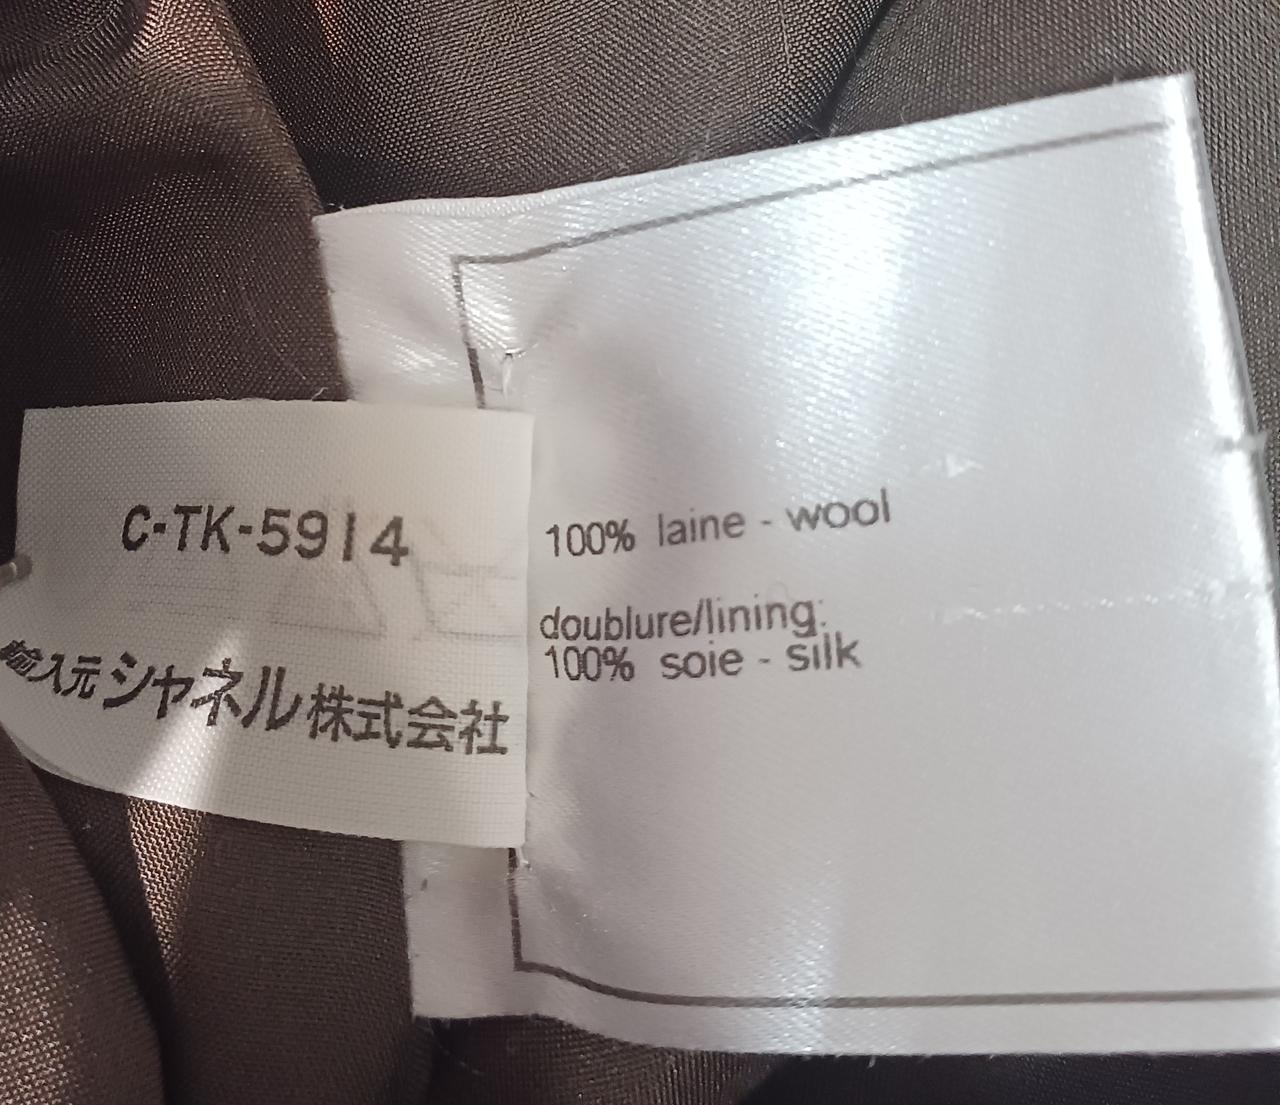 C-TK-5914
輸入元シャネル株式会社
100% laine - wool
doublure/lining:
100% soie - silk